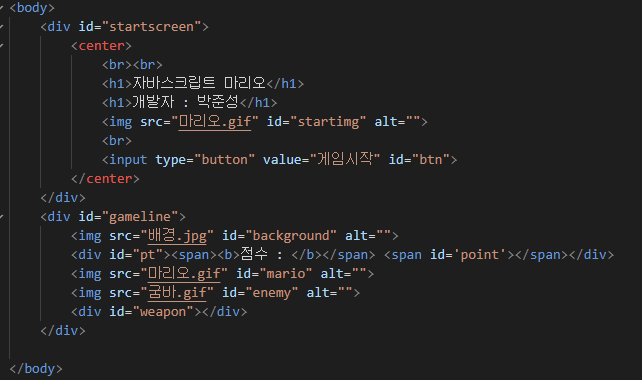 <body>
<div id="startscreen">
<center>
<br><br>
<h1>자바스크립트 마리오</h1>
<h1>개발자 : 박준성</h1>
<img src="마리오.gif" id="startimg" alt="">
<br>
<input type="button" value="게임시작" id="btn">
</center>
</div>
<div id="gameline">
<img src="배경.jpg" id="background" alt="">
<div id="pt"><span><b>점수 : </b></span> <span id='point'></span></div>
<img src="마리오.gif" id="mario" alt="">
<img src="굼바.gif" id="enemy" alt="">
<div id="weapon"></div>
</div>
</body>